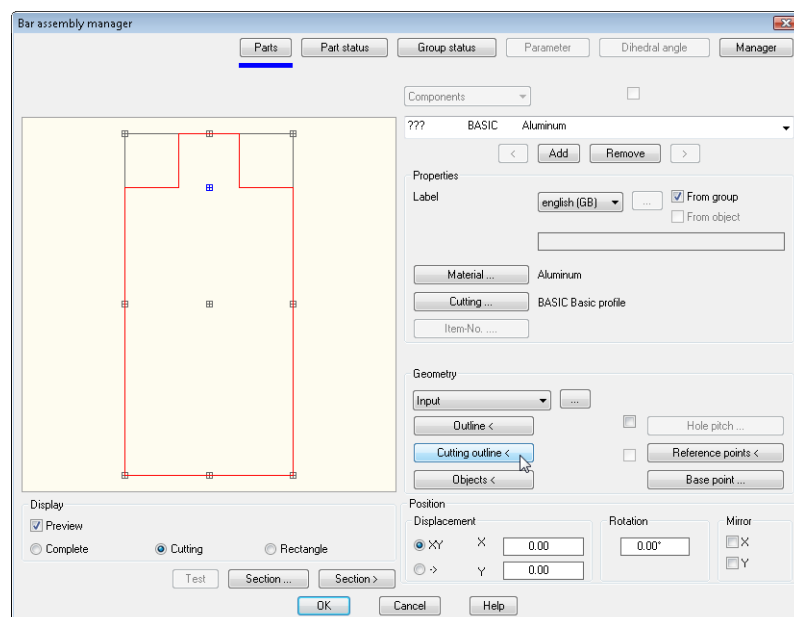 Bar assembly manager
Parts Part status Group status Parameter Dihedral angle Manager
Components
??? BASIC Aluminum
< Add Remove >
Properties
Label english (GB) ... From group
From object
Material ... Aluminum
Cutting ... BASIC Basic profile
Item-No. ....
Geometry
Input ...
Outline < Hole pitch ...
Cutting outline < Reference points <
Objects < Base point ...
Display
Preview
Complete Cutting Rectangle
Test Section ... Section >
Position
Displacement Rotation Mirror
XY X 0.00 0.00° X
-> Y 0.00 Y
OK Cancel Help